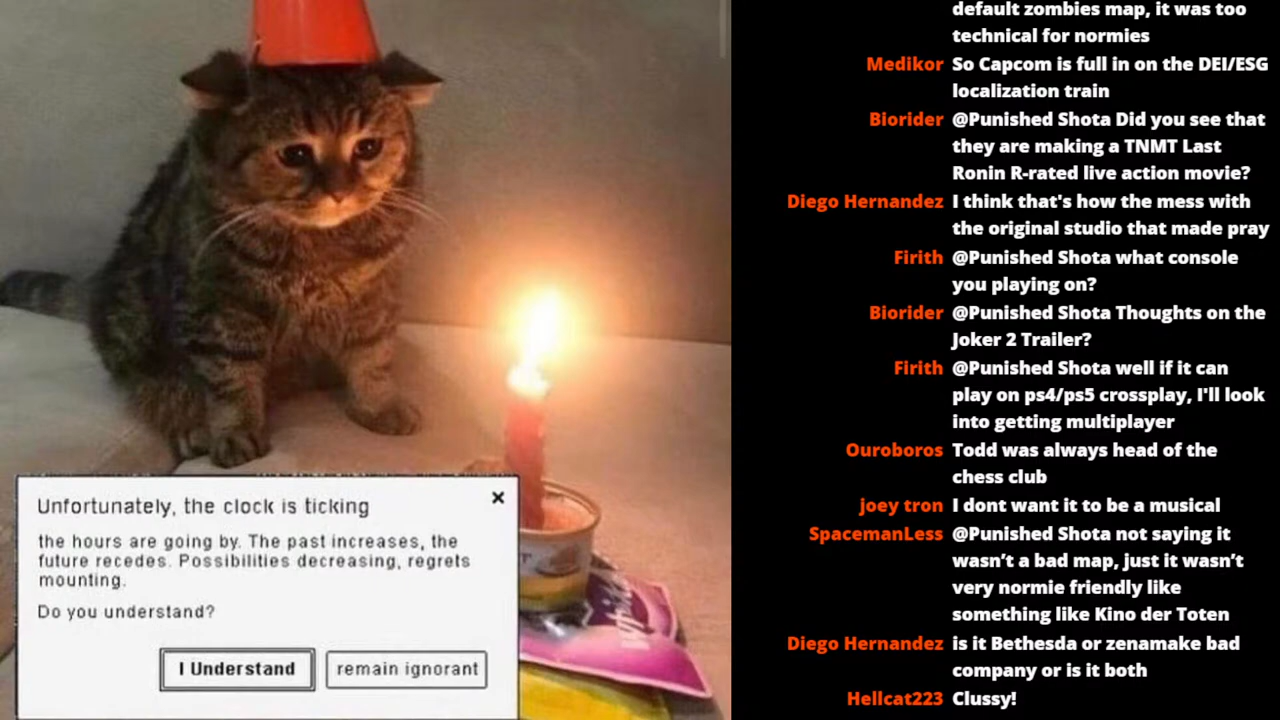 Unfortunately, the clock is ticking
the hours are going by. The past increases, the
future recedes. Possibilities decreasing, regrets
mounting.
Do you understand?
I Understand
remain ignorant
default zombies map, it was too
technical for normies
Medikor So Capcom is full in on the DEI/ESG
localization train
Biorider @Punished Shota Did you see that
they are making a TNMT Last
Ronin R-rated live action movie?
Diego Hernandez I think that's how the mess with
the original studio that made pray
Firith @Punished Shota what console
you playing on?
Biorider @Punished Shota Thoughts on the
Joker 2 Trailer?
Firith @Punished Shota well if it can
play on ps4/ps5 crossplay, I'll look
into getting multiplayer
Ouroboros Todd was always head of the
chess club
joey tron I dont want it to be a musical
SpacemanLess @Punished Shota not saying it
wasn’t a bad map, just it wasn’t
very normie friendly like
something like Kino der Toten
Diego Hernandez is it Bethesda or zenamake bad
company or is it both
Hellcat223 Clussy!